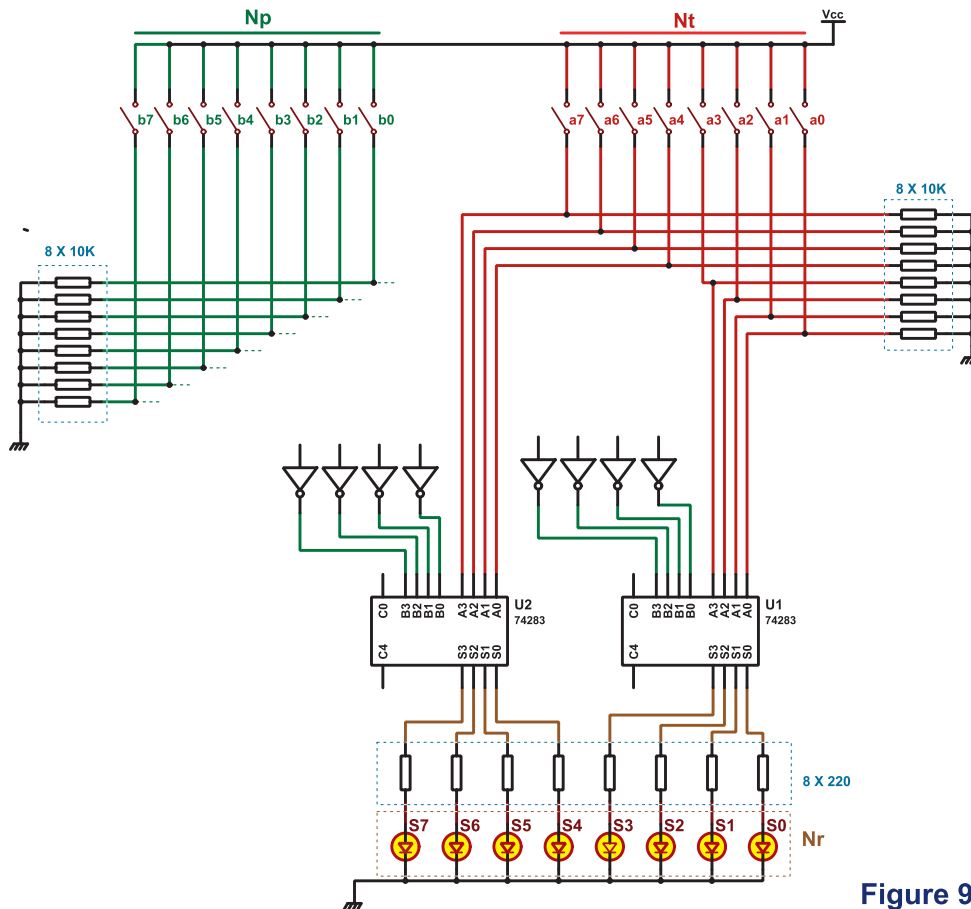 Np
Nt
Vcc
b7 b6 b5 b4 b3 b2 b1 b0
a7 a6 a5 a4 a3 a2 a1 a0
8 X 10K
8 X 10K
C0 B3 B2 B1 B0 A3 A2 A1 A0
U2
74283
C4 S3 S2 S1 S0
C0 B3 B2 B1 B0 A3 A2 A1 A0
U1
74283
C4 S3 S2 S1 S0
8 X 220
S7 S6 S5 S4 S3 S2 S1 S0
Nr
Figure 9